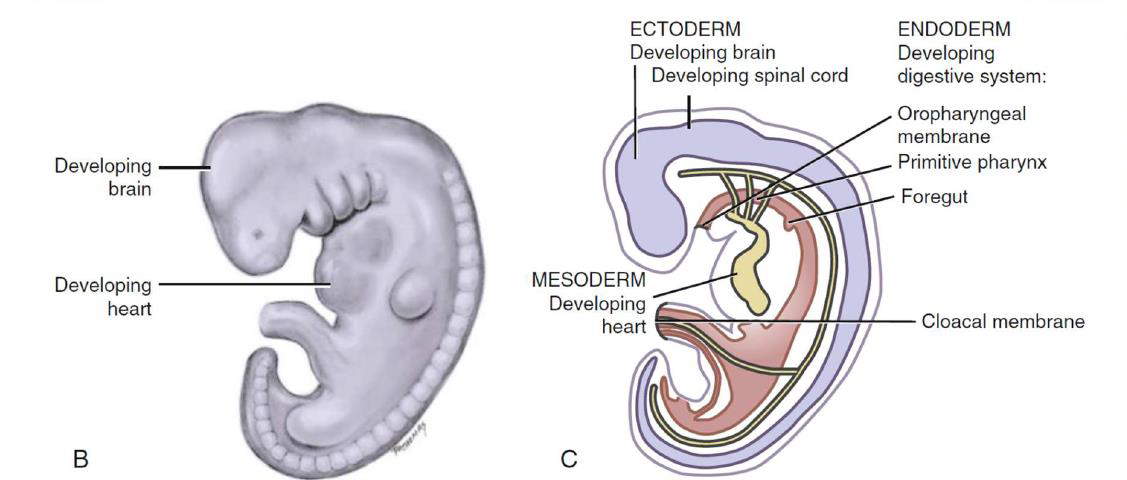 Developing
brain
Developing
heart
B
ECTODERM
Developing brain
Developing spinal cord
ENDODERM
Developing
digestive system:
Oropharyngeal
membrane
Primitive pharynx
Foregut
MESODERM
Developing
heart
Cloacal membrane
C